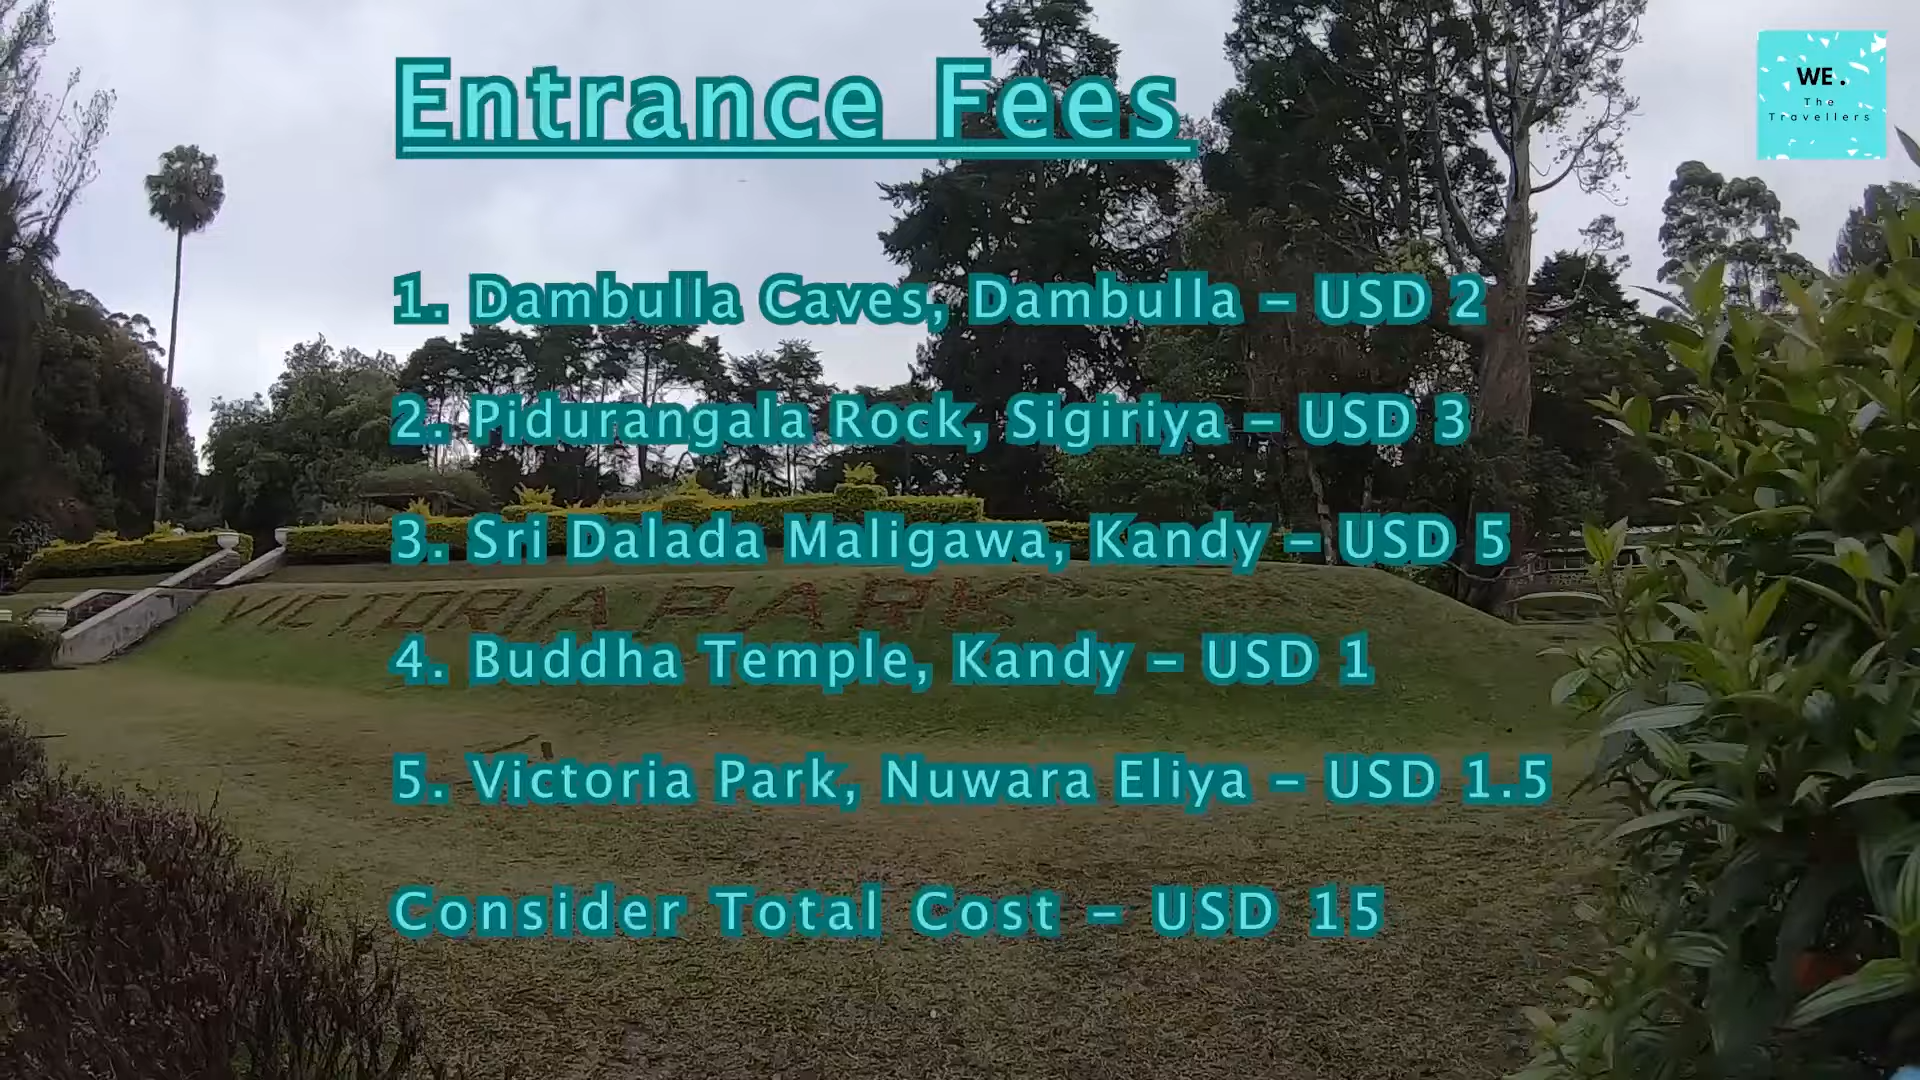 Entrance Fees
WE .
The
Travellers
1. Dambulla Caves, Dambulla – USD 2
2. Pidurangala Rock, Sigiriya – USD 3
3. Sri Dalada Maligawa, Kandy – USD 5
VICTORIA PARK
4. Buddha Temple, Kandy – USD 1
5. Victoria Park, Nuwara Eliya – USD 1.5
Consider Total Cost – USD 15